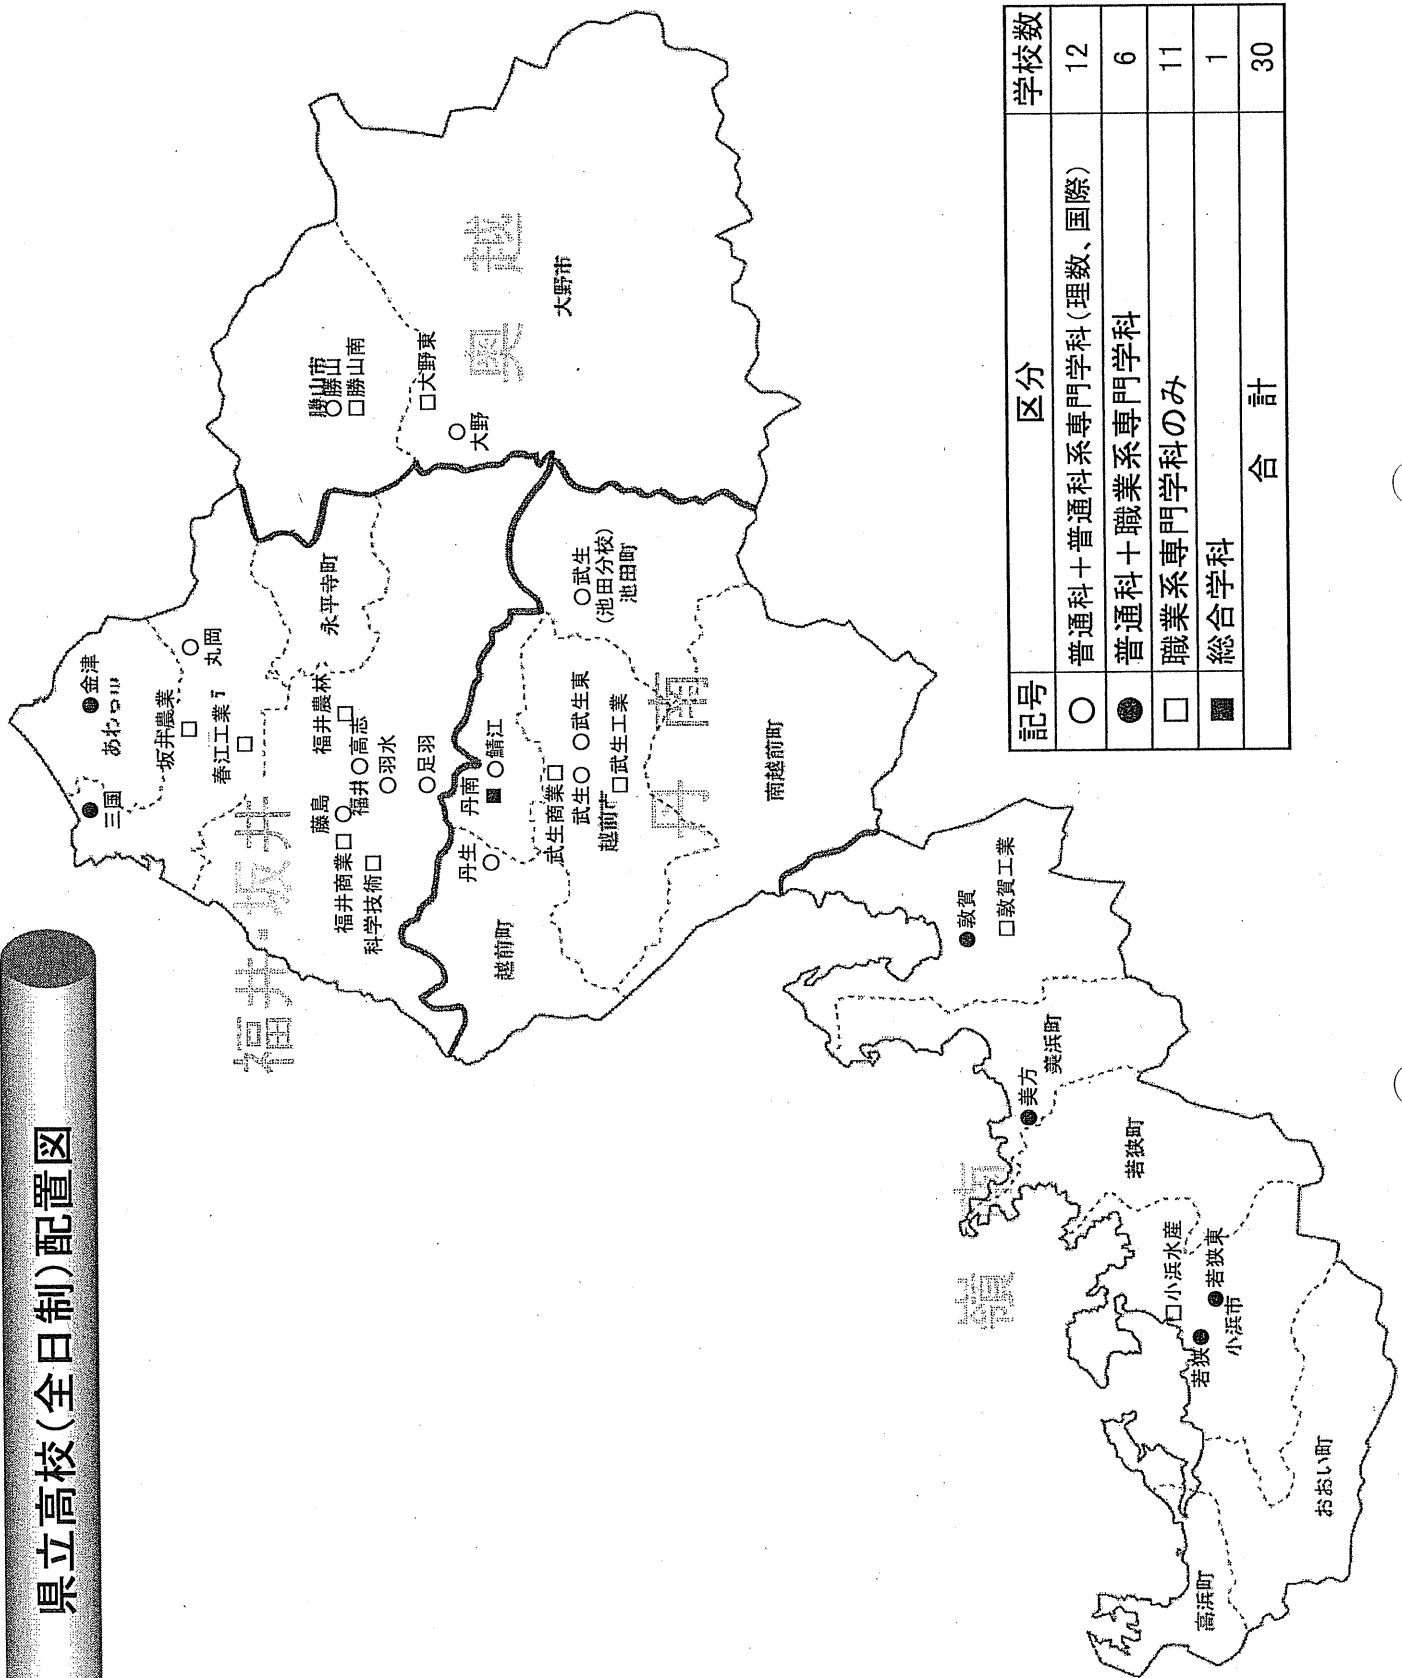 県立高校(全日制)配置図
福井・坂井
奥越
丹南
嶺南
三国
金津
坂井農業
丸岡
春江工業
永平寺町
藤島
福井農林
福井商業
福井
高志
科学技術
羽水
足羽
勝山市
勝山
勝山南
大野東
大野
大野市
丹生
丹南
鯖江
越前町
武生商業
武生
武生東
越前市
武生工業
武生
(池田分校)
池田町
南越前町
敦賀
敦賀工業
美方
美浜町
若狭町
小浜水産
若狭
若狭東
小浜市
おおい町
高浜町
記号 区分 学校数
○ 普通科+普通科系専門学科(理数、国際) 12
● 普通科+職業系専門学科 6
□ 職業系専門学科のみ 11
■ 総合学科 1
合計 30